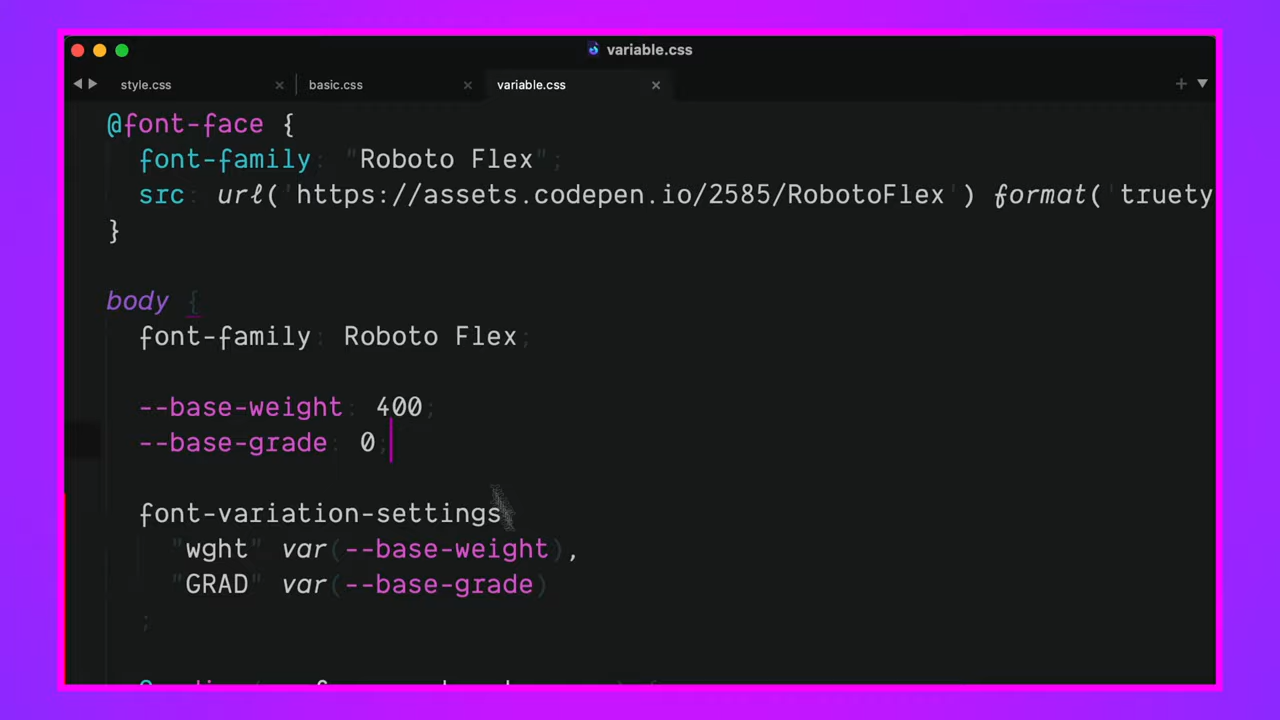 variable.css
style.css
basic.css
variable.css
@font-face {
font-family: "Roboto Flex";
src: url('https://assets.codepen.io/2585/RobotoFlex') format('truety
}
body {
font-family: Roboto Flex;
--base-weight: 400;
--base-grade: 0;
font-variation-settings
"wght" var(--base-weight),
"GRAD" var(--base-grade)
;